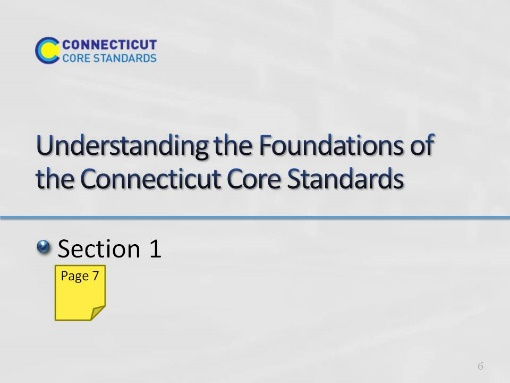 CONNECTICUT
CORE STANDARDS
Understanding the Foundations of
the Connecticut Core Standards
Section 1
Page 7
6